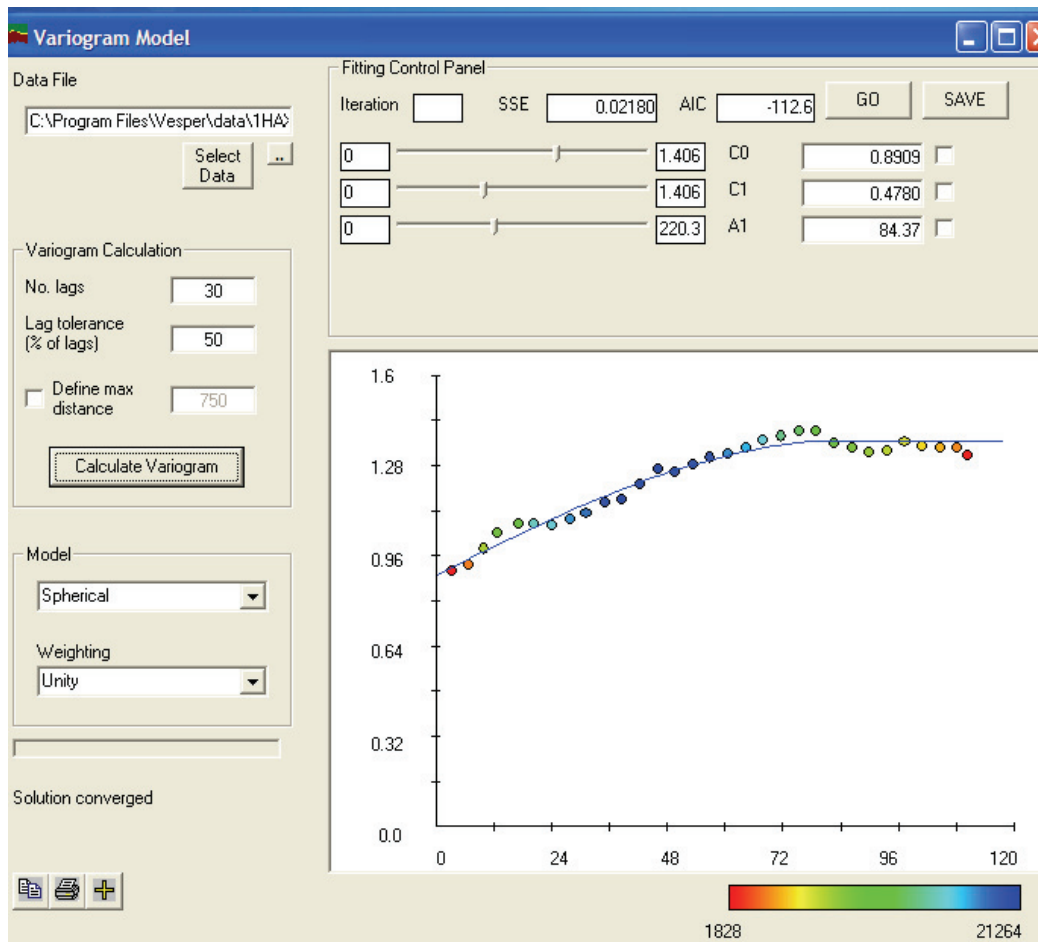 Variogram Model
Data File
C:\Program Files\Vesper\data\1HA
Select
Data
..
Variogram Calculation
No. lags 30
Lag tolerance
(% of lags) 50
Define max
distance 750
Calculate Variogram
Model
Spherical
Weighting
Unity
Solution converged
Fitting Control Panel
Iteration SSE 0.02180 AIC -112.6 GO SAVE
0 1.406 C0 0.8909
0 1.406 C1 0.4780
0 220.3 A1 84.37
1.6
1.28
0.96
0.64
0.32
0.0
0 24 48 72 96 120
1828 21264